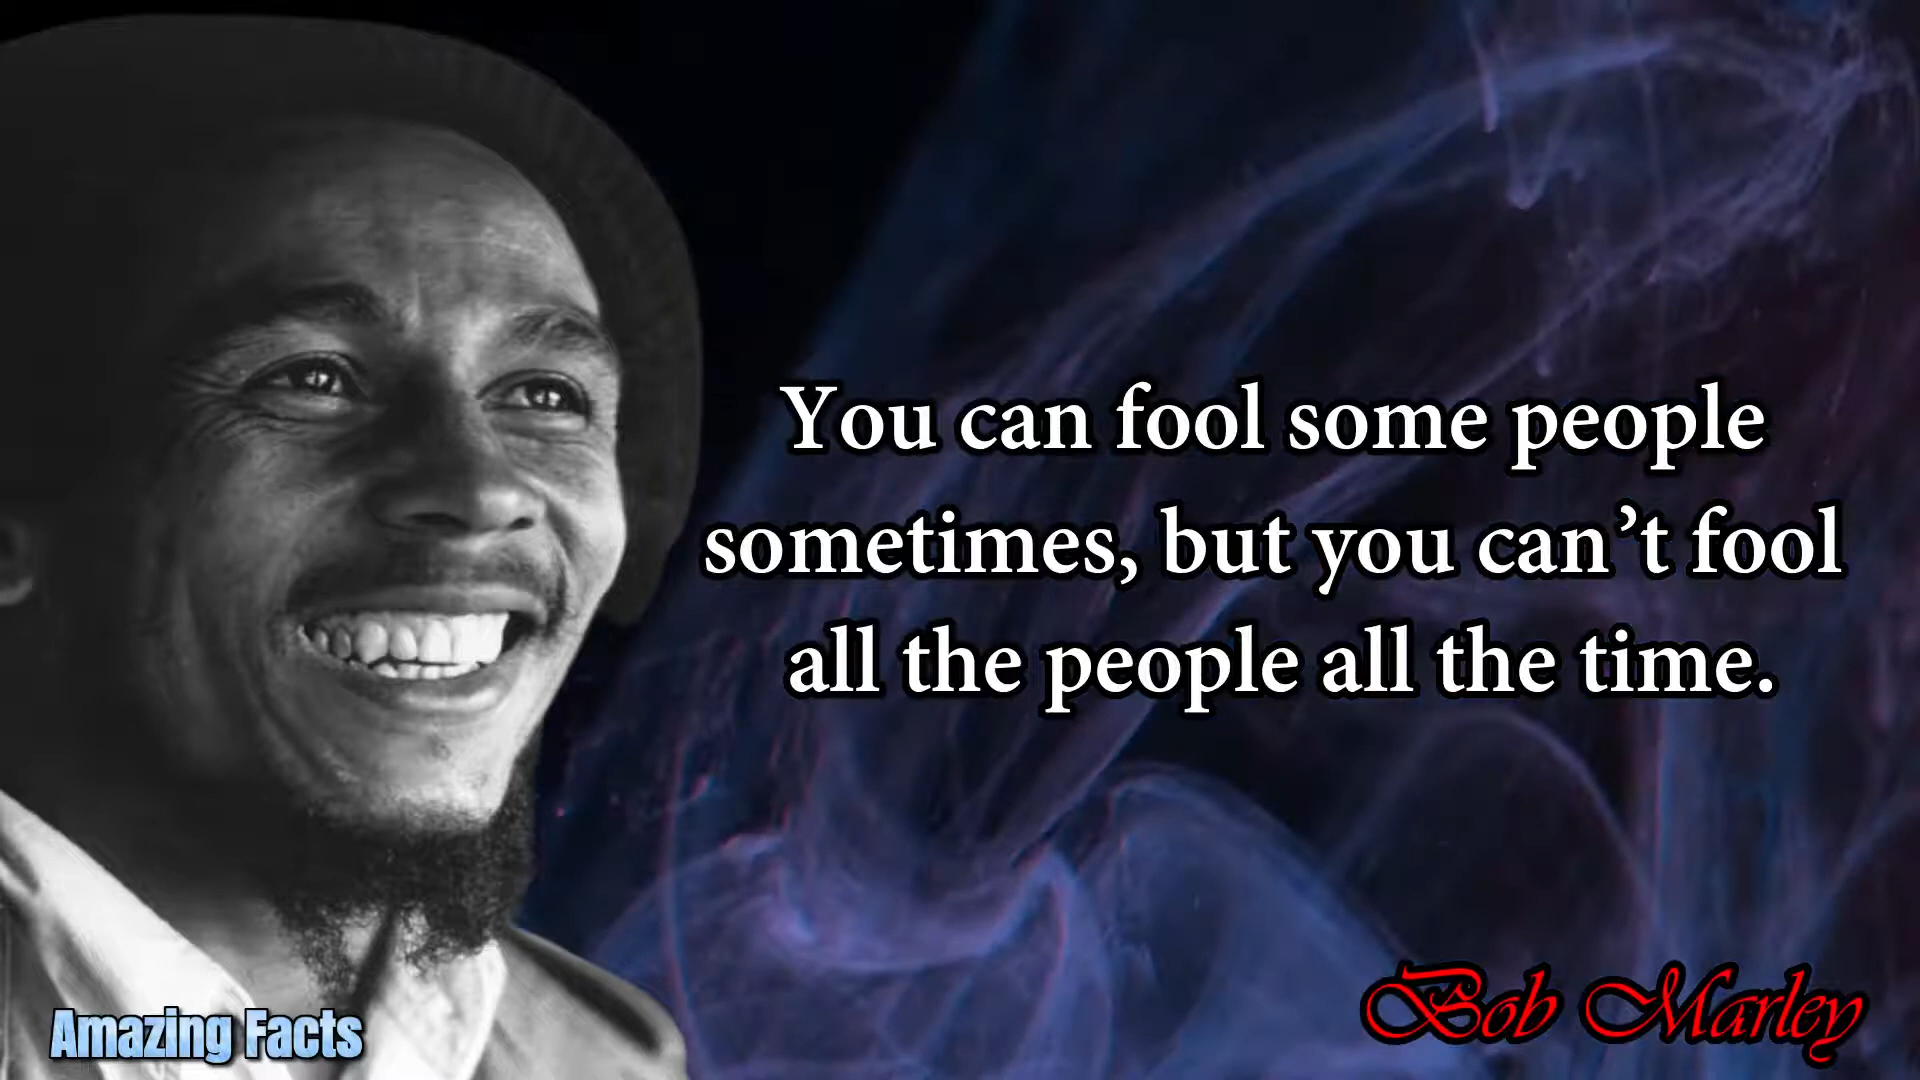 You can fool some people
sometimes, but you can’t fool
all the people all the time.
Bob Marley
Amazing Facts